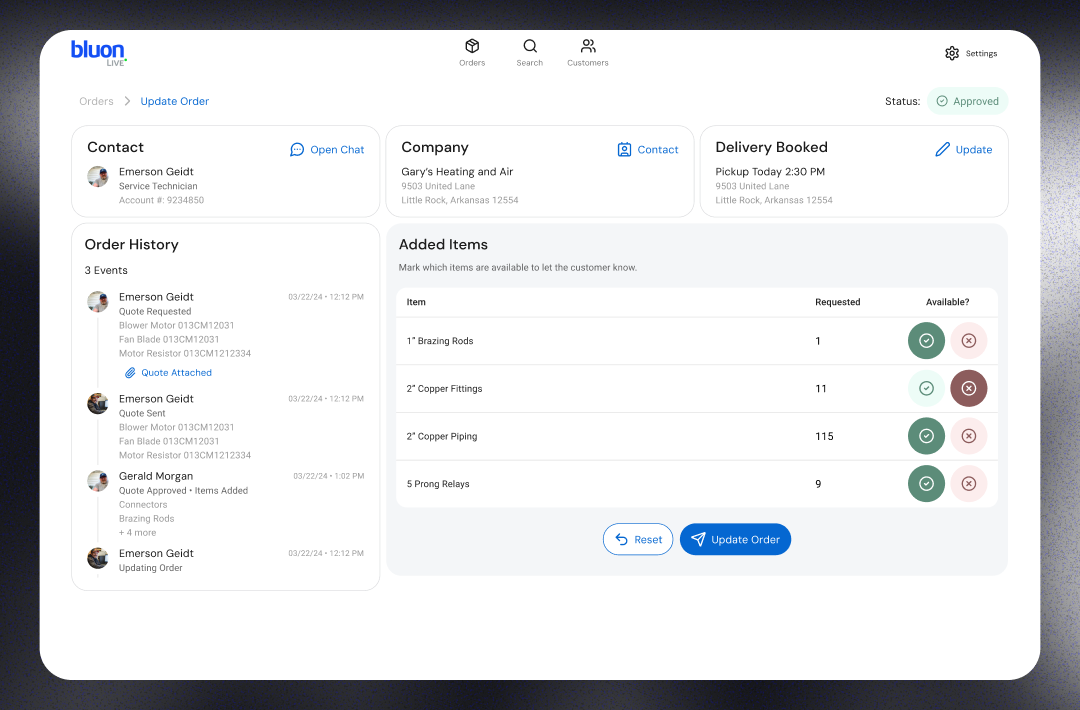 bluon
LIVE
Orders
Search
Customers
Settings
Orders
Update Order
Status:
Approved
Contact
Open Chat
Emerson Geidt
Service Technician
Account #: 9234850
Company
Contact
Gary's Heating and Air
9503 United Lane
Little Rock, Arkansas 12554
Delivery Booked
Update
Pickup Today 2:30 PM
9503 United Lane
Little Rock, Arkansas 12554
Order History
3 Events
Emerson Geidt 03/22/24 • 12:12 PM
Quote Requested
Blower Motor 013CM12031
Fan Blade 013CM12031
Motor Resistor 013CM1212334
Quote Attached
Emerson Geidt 03/22/24 • 12:12 PM
Quote Sent
Blower Motor 013CM12031
Fan Blade 013CM12031
Motor Resistor 013CM1212334
Gerald Morgan 03/22/24 • 1:02 PM
Quote Approved • Items Added
Connectors
Brazing Rods
+ 4 more
Emerson Geidt 03/22/24 • 12:12 PM
Updating Order
Added Items
Mark which items are available to let the customer know.
Item Requested Available?
1" Brazing Rods 1
2" Copper Fittings 11
2" Copper Piping 115
5 Prong Relays 9
Reset
Update Order